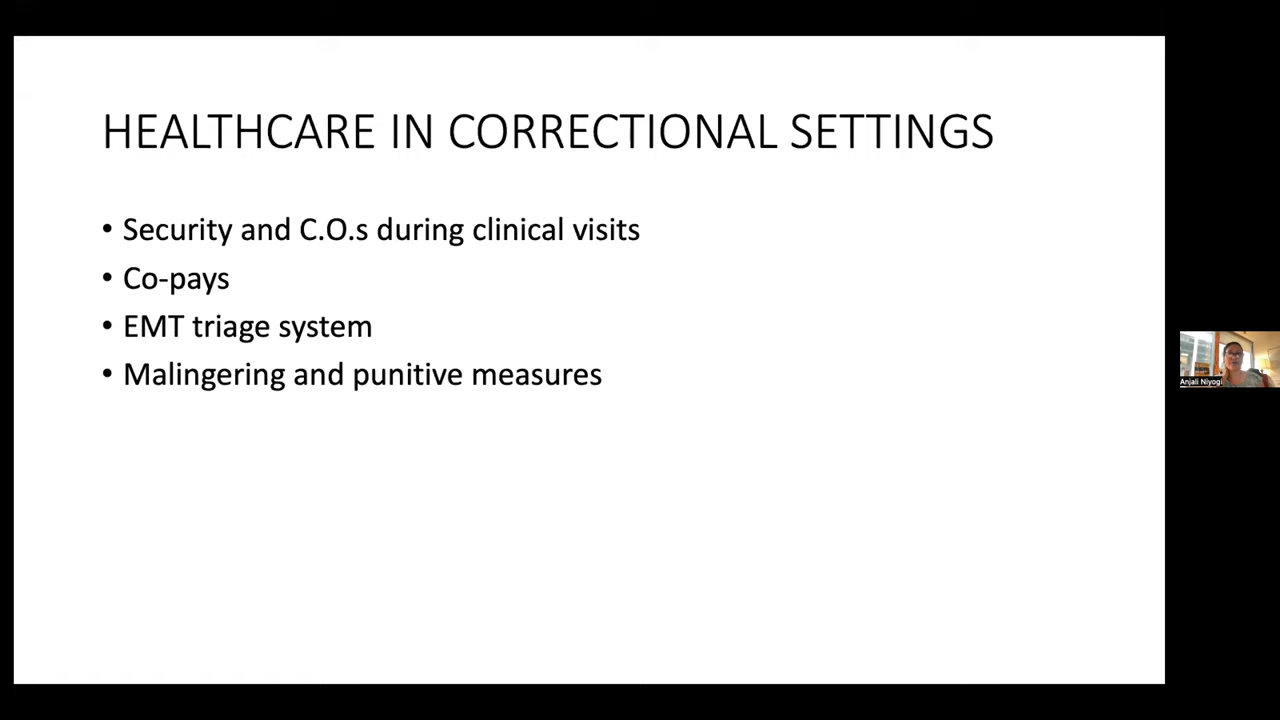 HEALTHCARE IN CORRECTIONAL SETTINGS
• Security and C.O.s during clinical visits
• Co-pays
• EMT triage system
• Malingering and punitive measures
Anjali Niyogi